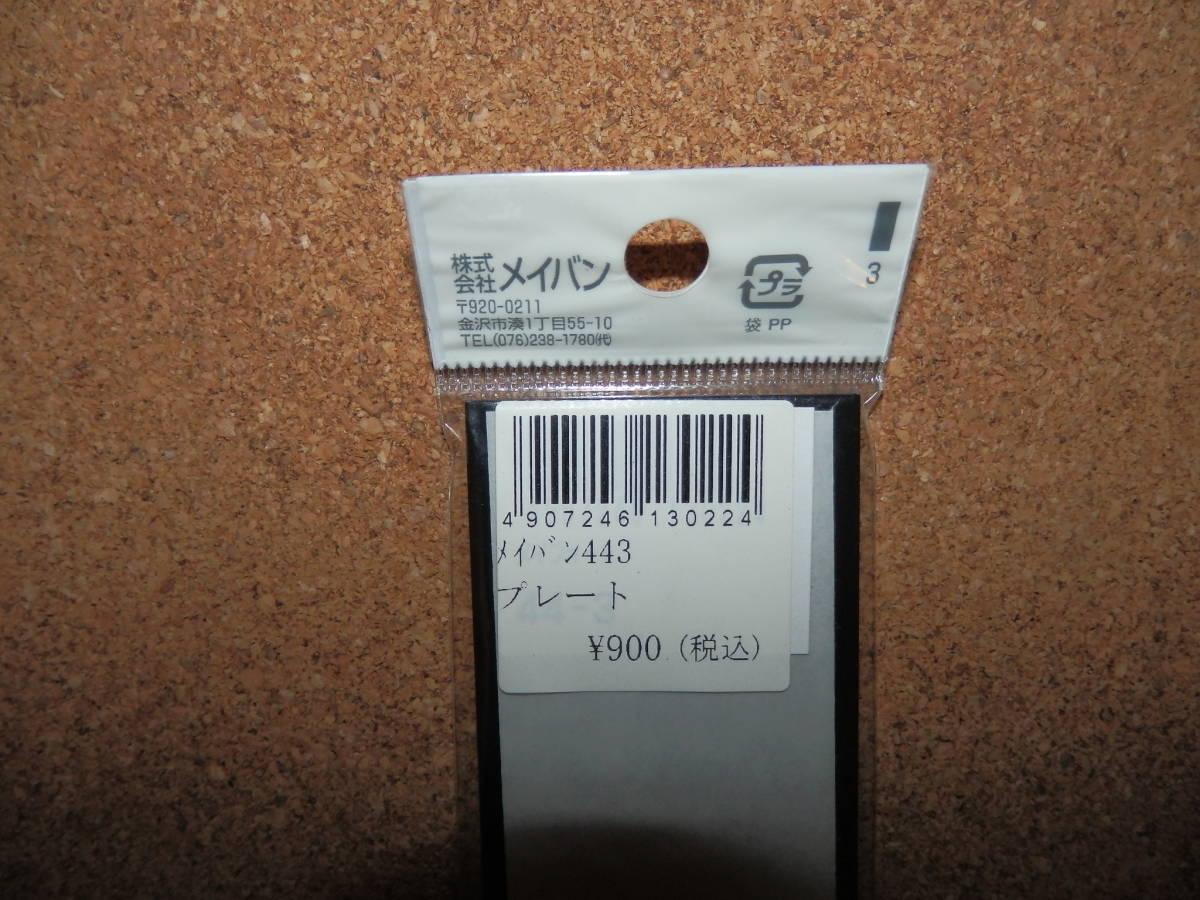 株式会社メイバン
〒920-0211
金沢市湊1丁目55-10
TEL(076)238-1780㈹
プラ
袋 PP
3
4 907246 130224
ﾒｲﾊﾞﾝ443
プレート
¥900 (税込)